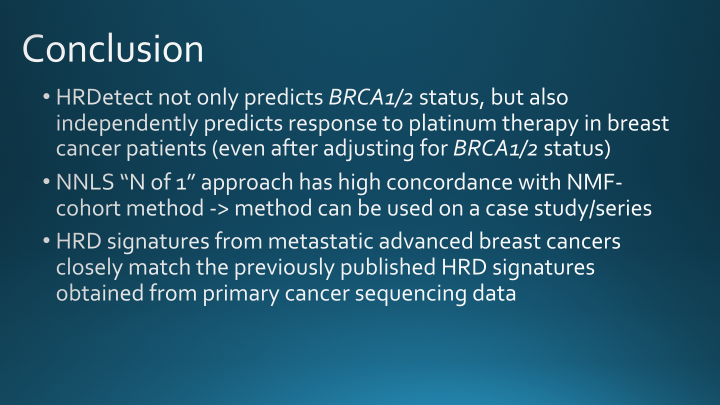 Conclusion
• HRDetect not only predicts BRCA1/2 status, but also
independently predicts response to platinum therapy in breast
cancer patients (even after adjusting for BRCA1/2 status)
• NNLS “N of 1” approach has high concordance with NMF-
cohort method -> method can be used on a case study/series
• HRD signatures from metastatic advanced breast cancers
closely match the previously published HRD signatures
obtained from primary cancer sequencing data